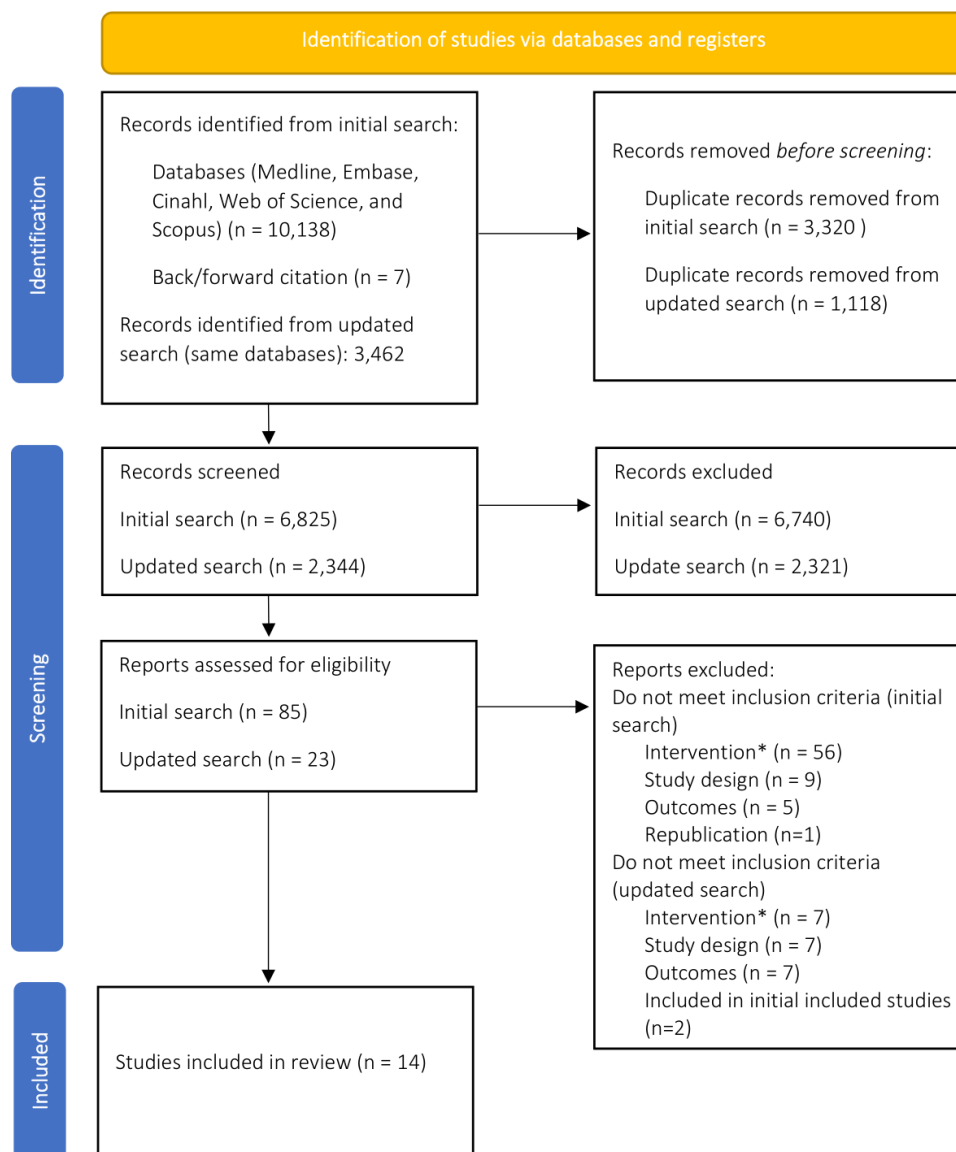 Identification of studies via databases and registers
Identification
Records identified from initial search:
Databases (Medline, Embase,
Cinahl, Web of Science, and
Scopus) (n = 10,138)
Back/forward citation (n = 7)
Records identified from updated
search (same databases): 3,462
Records removed before screening:
Duplicate records removed from
initial search (n = 3,320 )
Duplicate records removed from
updated search (n = 1,118)
Screening
Records screened
Initial search (n = 6,825)
Updated search (n = 2,344)
Records excluded
Initial search (n = 6,740)
Update search (n = 2,321)
Reports assessed for eligibility
Initial search (n = 85)
Updated search (n = 23)
Reports excluded:
Do not meet inclusion criteria (initial
search)
Intervention* (n = 56)
Study design (n = 9)
Outcomes (n = 5)
Republication (n=1)
Do not meet inclusion criteria
(updated search)
Intervention* (n = 7)
Study design (n = 7)
Outcomes (n = 7)
Included in initial included studies
(n=2)
Included
Studies included in review (n = 14)